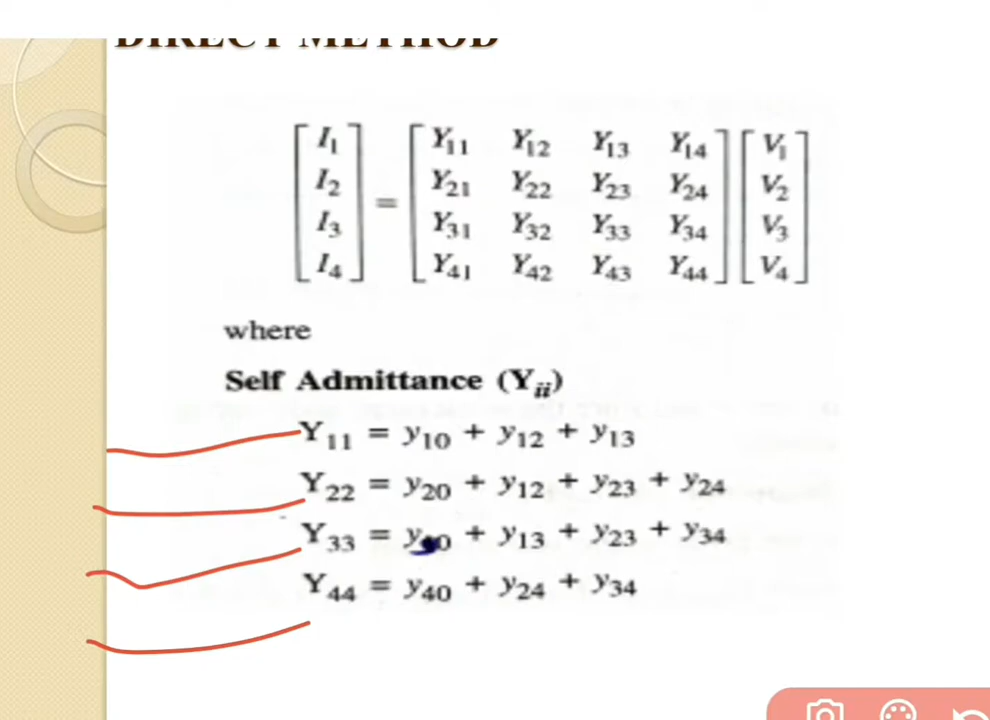 DIRECT METHOD
[I₁] = [Y₁₁ Y₁₂ Y₁₃ Y₁₄] [V₁]
[I₂] [Y₂₁ Y₂₂ Y₂₃ Y₂₄] [V₂]
[I₃] [Y₃₁ Y₃₂ Y₃₃ Y₃₄] [V₃]
[I₄] [Y₄₁ Y₄₂ Y₄₃ Y₄₄] [V₄]
where
Self Admittance (Yᵢᵢ)
Y₁₁ = y₁₀ + y₁₂ + y₁₃
Y₂₂ = y₂₀ + y₁₂ + y₂₃ + y₂₄
Y₃₃ = + y₁₃ + y₂₃ + y₃₄
Y₄₄ = y₄₀ + y₂₄ + y₃₄